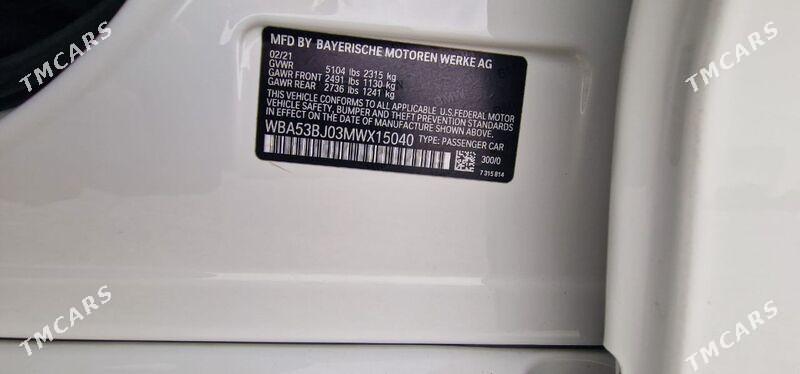 MFD BY BAYERISCHE MOTOREN WERKE AG
02/21
GVWR 5104 lbs 2315 kg
GAWR FRONT 2491 lbs 1130 kg
GAWR REAR 2736 lbs 1241 kg
THIS VEHICLE CONFORMS TO ALL APPLICABLE U.S.FEDERAL MOTOR
VEHICLE SAFETY, BUMPER AND THEFT PREVENTION STANDARDS
IN EFFECT ON THE DATE OF MANUFACTURE SHOWN ABOVE.
WBA53BJ03MWX15040 TYPE: PASSENGER CAR
300/0
7 315 814
TMCARS
TMCARS
TMCARS
TMCARS
TMCARS